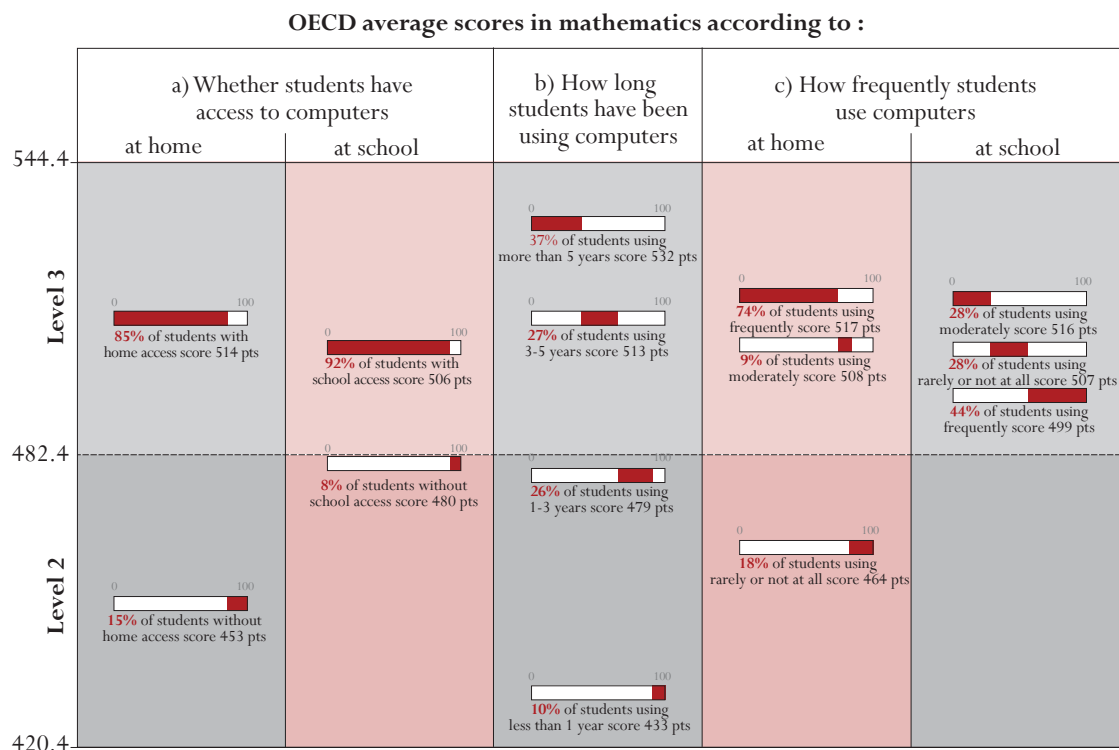 OECD average scores in mathematics according to :
a) Whether students have
access to computers
at home
at school
b) How long
students have been
using computers
c) How frequently students
use computers
at home
at school
544.4
Level 3
482.4
Level 2
420.4
0 100
85% of students with
home access score 514 pts
0 100
15% of students without
home access score 453 pts
0 100
92% of students with
school access score 506 pts
0 100
8% of students without
school access score 480 pts
0 100
37% of students using
more than 5 years score 532 pts
0 100
27% of students using
3-5 years score 513 pts
0 100
26% of students using
1-3 years score 479 pts
0 100
10% of students using
less than 1 year score 433 pts
0 100
74% of students using
frequently score 517 pts
9% of students using
moderately score 508 pts
0 100
18% of students using
rarely or not at all score 464 pts
0 100
28% of students using
moderately score 516 pts
28% of students using
rarely or not at all score 507 pts
44% of students using
frequently score 499 pts